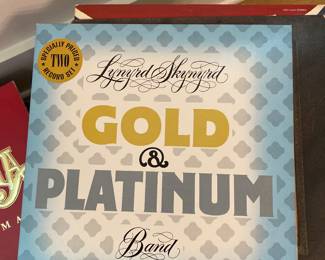 SPECIALLY PRICED
TWO
RECORD SET
Lynyrd Skynyrd
GOLD
&
PLATINUM
Band